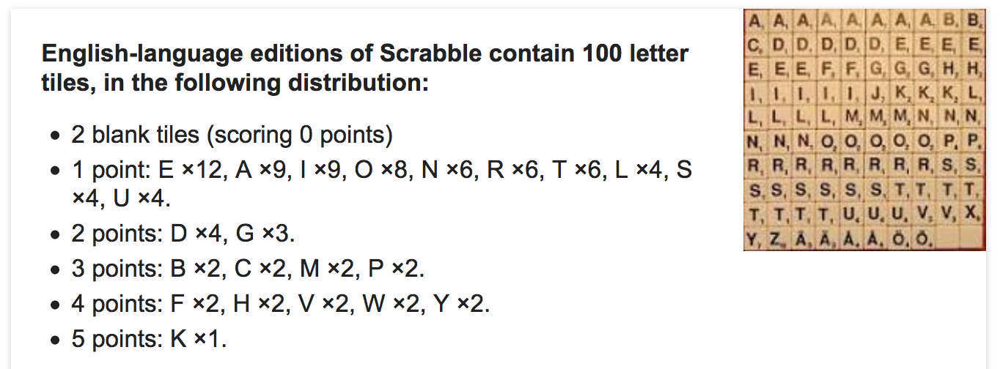 English-language editions of Scrabble contain 100 letter
tiles, in the following distribution:
• 2 blank tiles (scoring 0 points)
• 1 point: E ×12, A ×9, I ×9, O ×8, N ×6, R ×6, T ×6, L ×4, S
×4, U ×4.
• 2 points: D ×4, G ×3.
• 3 points: B ×2, C ×2, M ×2, P ×2.
• 4 points: F ×2, H ×2, V ×2, W ×2, Y ×2.
• 5 points: K ×1.
A A A A A A A A B B
C D D D D D E E E E
E E E F F G G G H H
I I I I I J K K K L
L L L L M M M N N N
N N N O O O O O P P
R R R R R R R R S S
S S S S S S T T T T
T T T T U U U V V X
Y Z Ä Ä Å Å Ö Ö